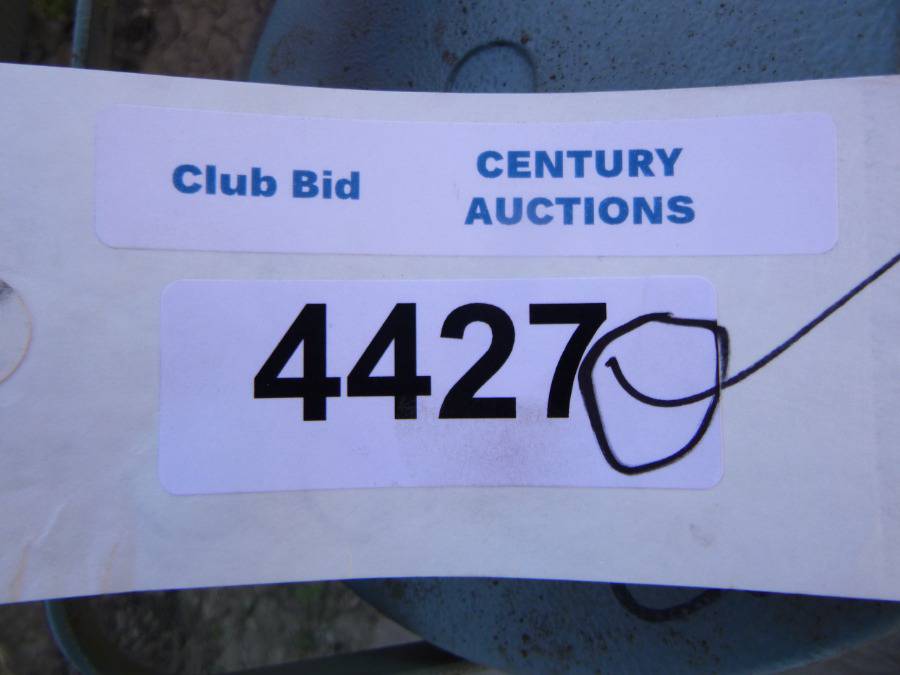 Club Bid
CENTURY
AUCTIONS
4427